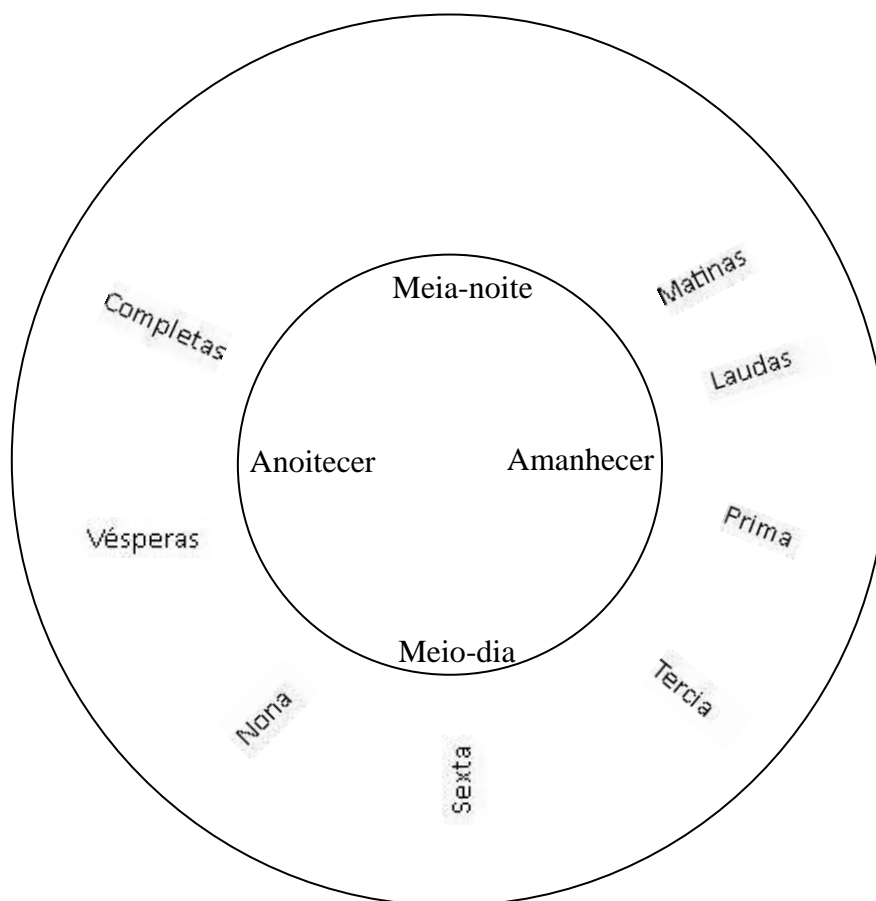 Meia-noite
Matinas
Completas
Laudas
Anoitecer
Amanhecer
Prima
Vésperas
Meio-dia
Tercia
Nona
Sexta